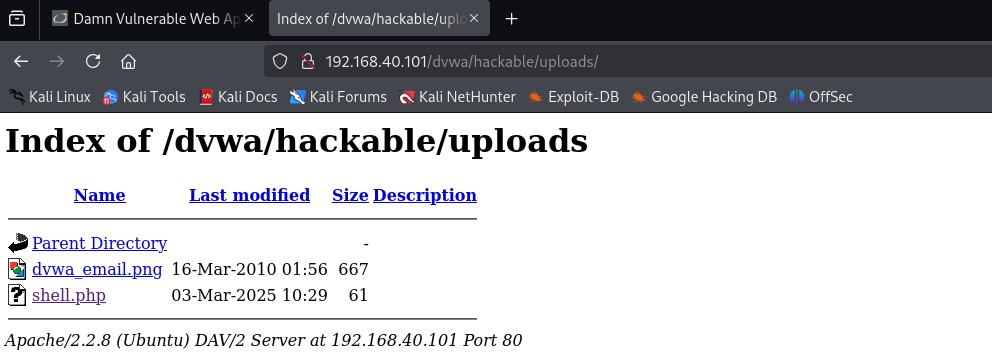 Damn Vulnerable Web Ap
Index of /dvwa/hackable/uplo
192.168.40.101/dvwa/hackable/uploads/
Kali Linux Kali Tools Kali Docs Kali Forums Kali NetHunter Exploit-DB Google Hacking DB OffSec
Index of /dvwa/hackable/uploads
Name Last modified Size Description
Parent Directory -
dvwa_email.png 16-Mar-2010 01:56 667
shell.php 03-Mar-2025 10:29 61
Apache/2.2.8 (Ubuntu) DAV/2 Server at 192.168.40.101 Port 80